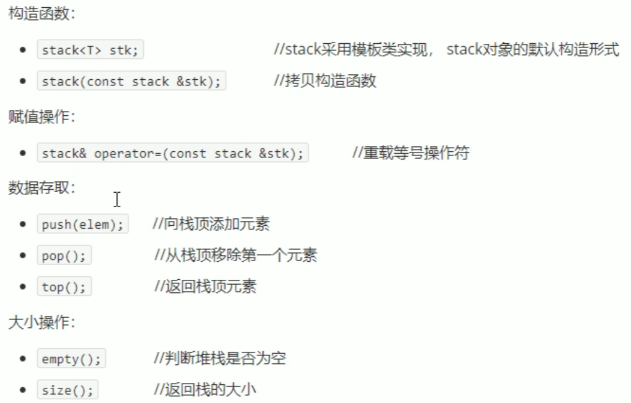 构造函数：
stack<T> stk; //stack采用模板类实现， stack对象的默认构造形式
stack(const stack &stk); //拷贝构造函数
赋值操作：
stack& operator=(const stack &stk); //重载等号操作符
数据存取：
push(elem); //向栈顶添加元素
pop(); //从栈顶移除第一个元素
top(); //返回栈顶元素
大小操作：
empty(); //判断堆栈是否为空
size(); //返回栈的大小